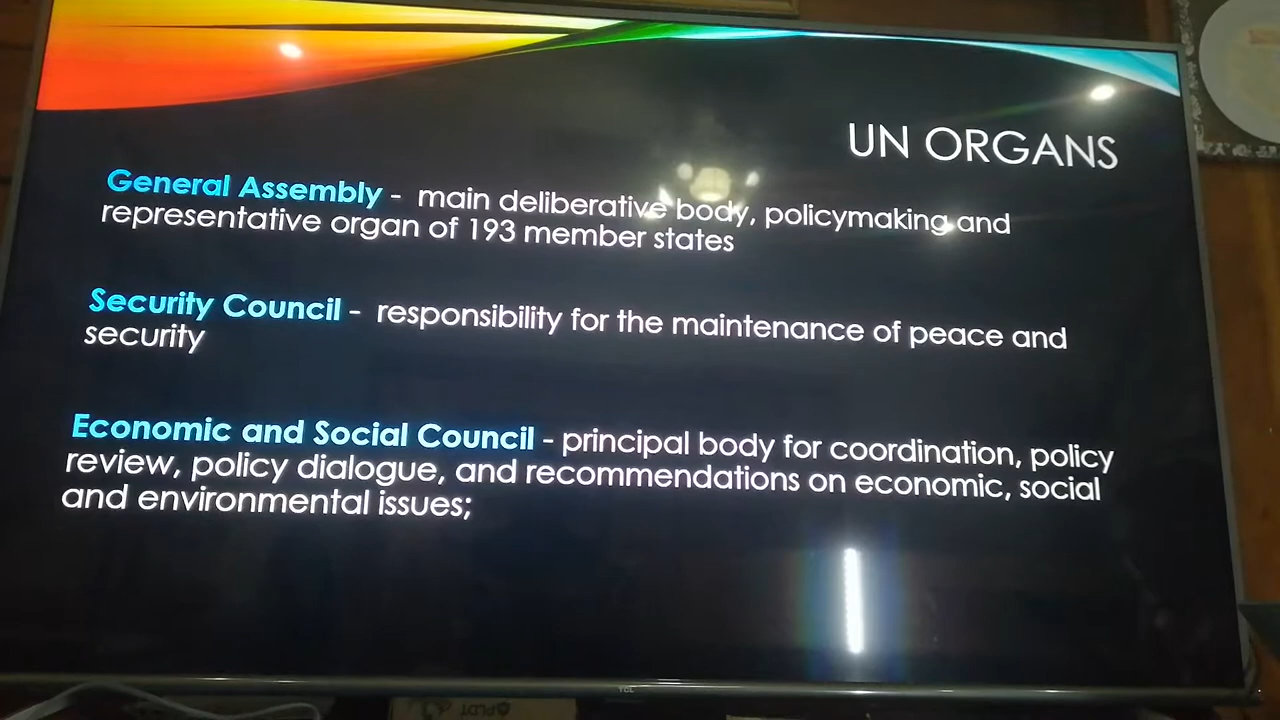 UN ORGANS
General Assembly - main deliberative body, policymaking and
representative organ of 193 member states
Security Council - responsibility for the maintenance of peace and
security
Economic and Social Council - principal body for coordination, policy
review, policy dialogue, and recommendations on economic, social
and environmental issues;
TCL
PLDT